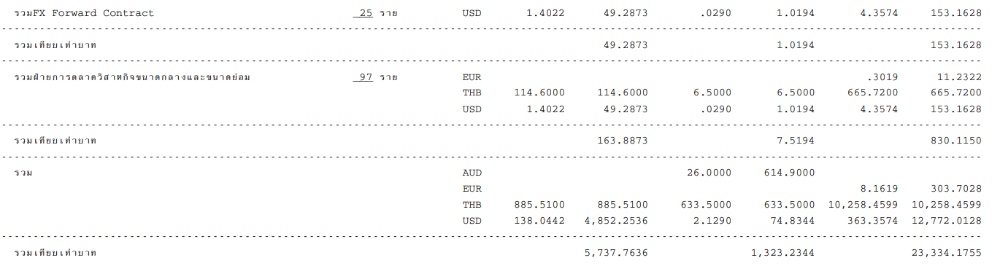 รวมFX Forward Contract 25 ราย USD 1.4022 49.2873 .0290 1.0194 4.3574 153.1628
รวมเทียบเท่าบาท 49.2873 1.0194 153.1628
รวมฝ่ายการตลาดวิสาหกิจขนาดกลางและขนาดย่อม 97 ราย EUR .3019 11.2322
THB 114.6000 114.6000 6.5000 6.5000 665.7200 665.7200
USD 1.4022 49.2873 .0290 1.0194 4.3574 153.1628
รวมเทียบเท่าบาท 163.8873 7.5194 830.1150
รวม AUD 26.0000 614.9000
EUR 8.1619 303.7028
THB 885.5100 885.5100 633.5000 633.5000 10,258.4599 10,258.4599
USD 138.0442 4,852.2536 2.1290 74.8344 363.3574 12,772.0128
รวมเทียบเท่าบาท 5,737.7636 1,323.2344 23,334.1755